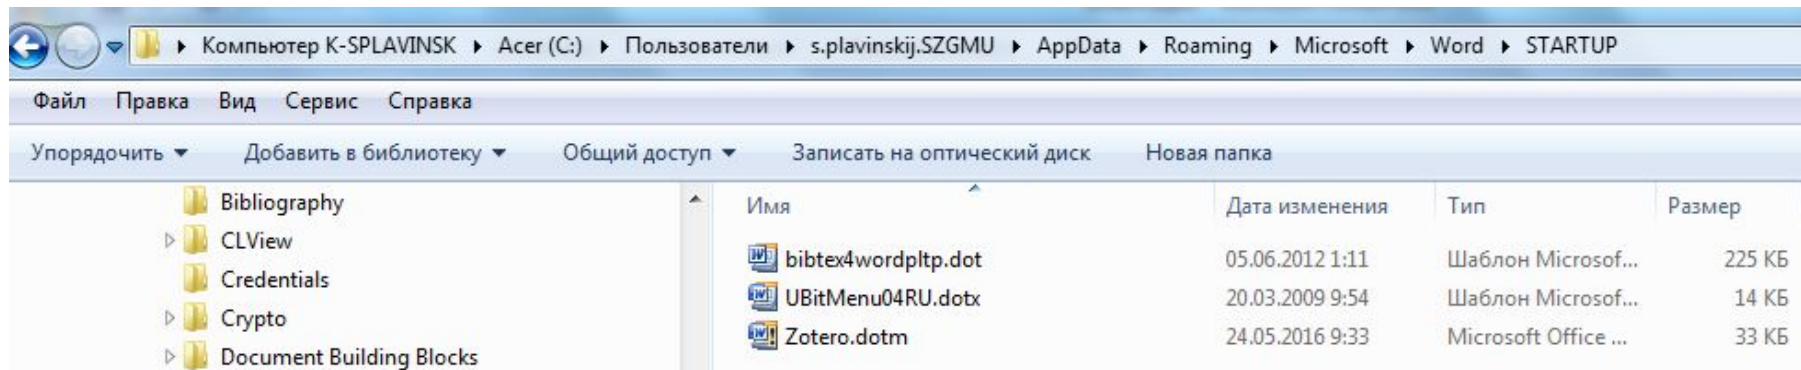 Компьютер K-SPLAVINSK ▸ Acer (C:) ▸ Пользователи ▸ s.plavinskij.SZGMU ▸ AppData ▸ Roaming ▸ Microsoft ▸ Word ▸ STARTUP
Файл Правка Вид Сервис Справка
Упорядочить Добавить в библиотеку Общий доступ Записать на оптический диск Новая папка
Bibliography
CLView
Credentials
Crypto
Document Building Blocks
Имя Дата изменения Тип Размер
bibtex4wordpltp.dot 05.06.2012 1:11 Шаблон Microsof... 225 КБ
UBitMenu04RU.dotx 20.03.2009 9:54 Шаблон Microsof... 14 КБ
Zotero.dotm 24.05.2016 9:33 Microsoft Office ... 33 КБ